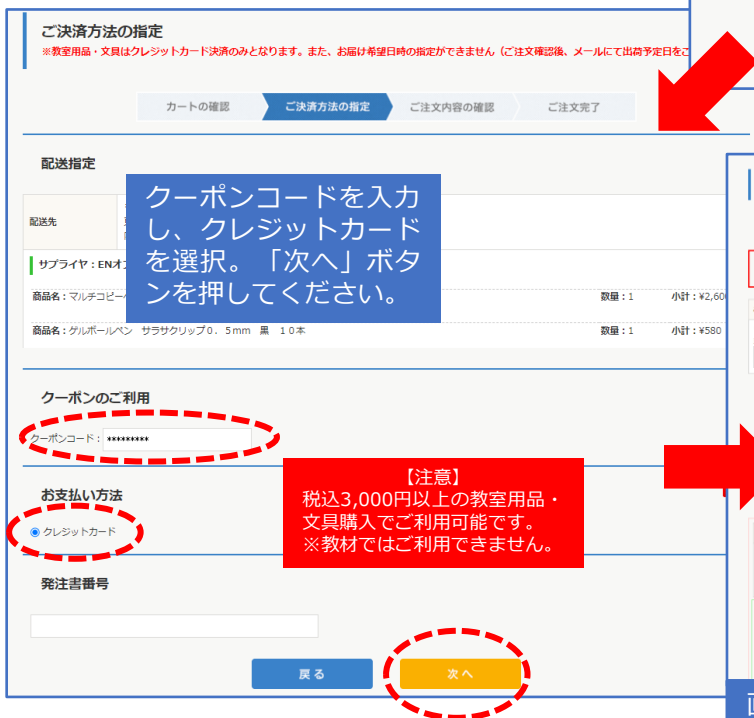 ご決済方法の指定
※教室用品・文具はクレジットカード決済のみとなります。また、お届け希望日時の指定ができません（ご注文確認後、メールにて出荷予定日をご
カートの確認
ご決済方法の指定
ご注文内容の確認
ご注文完了
配送指定
クーポンコードを入力
し、クレジットカード
を選択。「次へ」ボタ
ンを押してください。
配送先
サプライヤ：ENオフ
商品名：マルチコピー
数量：1 小計：¥2,600
商品名：ゲルボールペン サラサクリップ０．５mm 黒 １０本
数量：1 小計：¥580
クーポンのご利用
クーポンコード： *********
【注意】
税込3,000円以上の教室用品・
文具購入でご利用可能です。
※教材ではご利用できません。
お支払い方法
クレジットカード
発注書番号
戻る
次へ